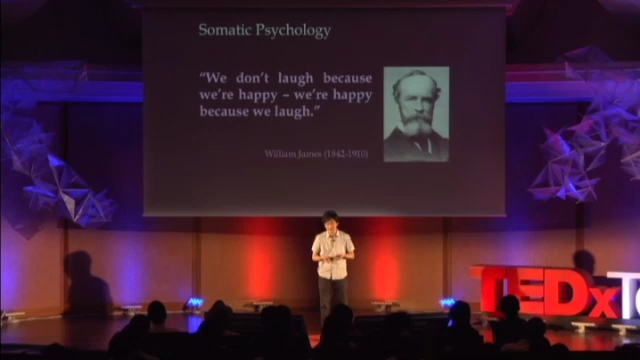 Somatic Psychology
“We don’t laugh because
we’re happy – we’re happy
because we laugh.”
William James (1842-1910)
TEDxTo